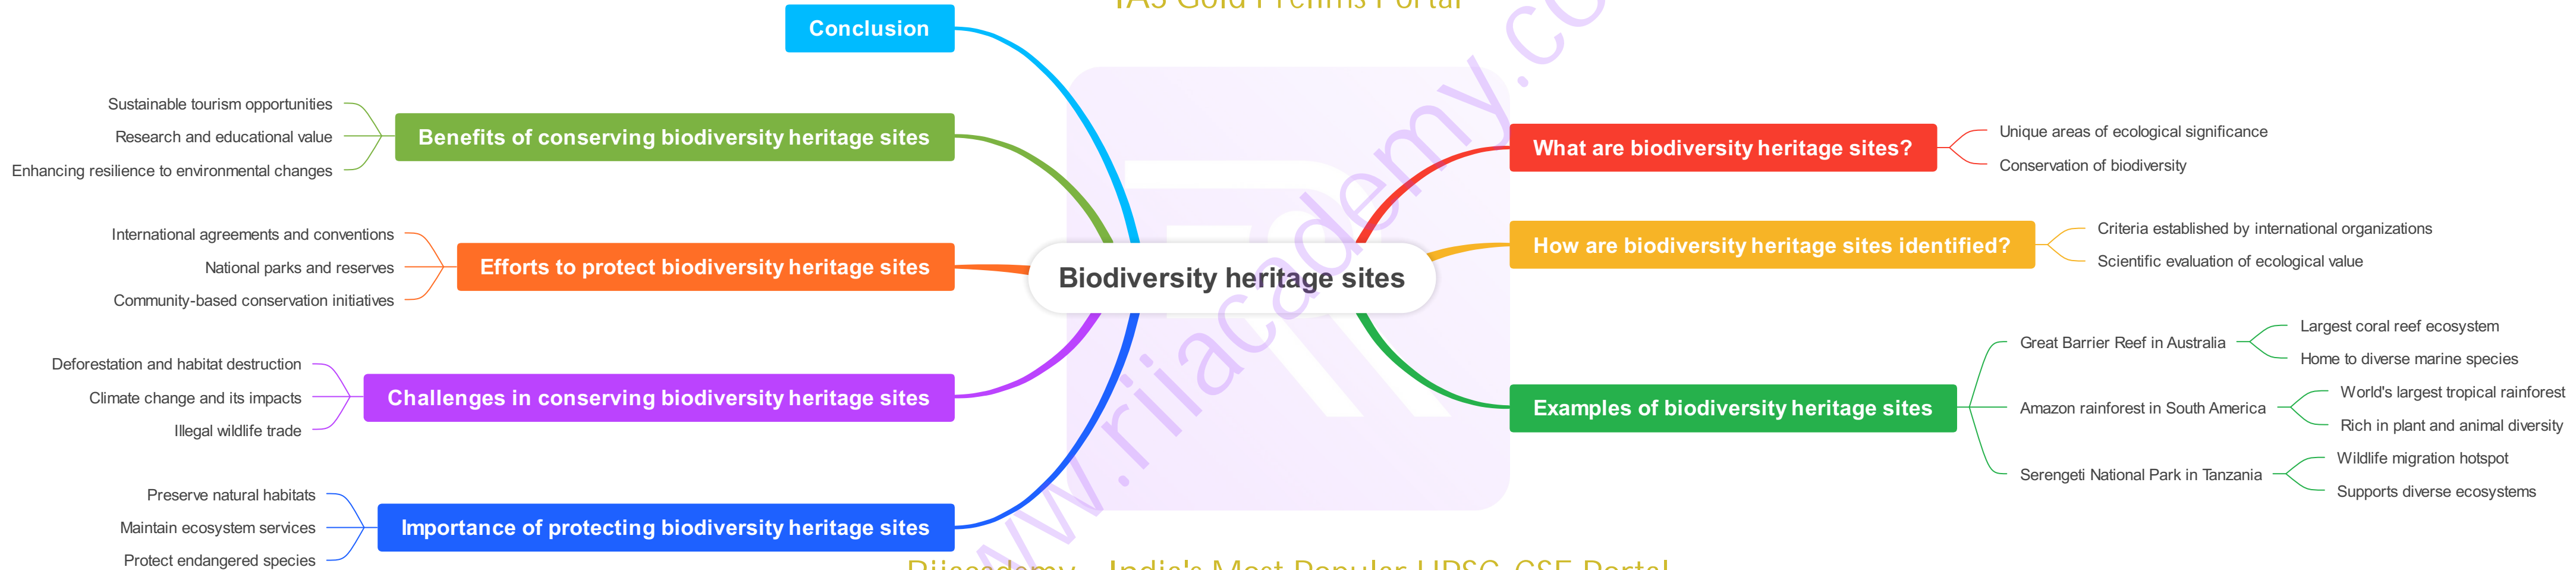 IAS Gold Prelims Portal
Biodiversity heritage sites
What are biodiversity heritage sites?
Unique areas of ecological significance
Conservation of biodiversity
How are biodiversity heritage sites identified?
Criteria established by international organizations
Scientific evaluation of ecological value
Examples of biodiversity heritage sites
Great Barrier Reef in Australia
Largest coral reef ecosystem
Home to diverse marine species
Amazon rainforest in South America
World's largest tropical rainforest
Rich in plant and animal diversity
Serengeti National Park in Tanzania
Wildlife migration hotspot
Supports diverse ecosystems
Importance of protecting biodiversity heritage sites
Preserve natural habitats
Maintain ecosystem services
Protect endangered species
Challenges in conserving biodiversity heritage sites
Deforestation and habitat destruction
Climate change and its impacts
Illegal wildlife trade
Efforts to protect biodiversity heritage sites
International agreements and conventions
National parks and reserves
Community-based conservation initiatives
Benefits of conserving biodiversity heritage sites
Sustainable tourism opportunities
Research and educational value
Enhancing resilience to environmental changes
Conclusion
India's Most Popular UPSC CSE Portal